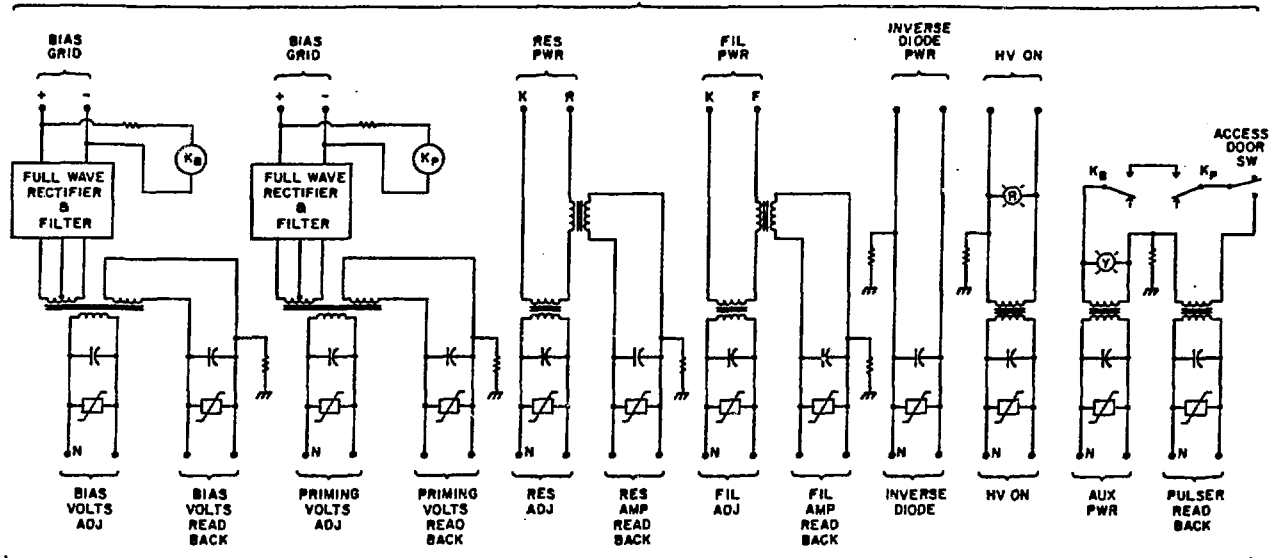 BIAS
GRID
BIAS
GRID
RES
PWR
FIL
PWR
INVERSE
DIODE
PWR
HV ON
+ -
+ -
K R
K F
ACCESS
DOOR
SW
KB
KP
KB
KP
FULL WAVE
RECTIFIER
&
FILTER
FULL WAVE
RECTIFIER
&
FILTER
R
Y
N
N
N
N
N
N
N
N
N
BIAS
VOLTS
ADJ
BIAS
VOLTS
READ
BACK
PRIMING
VOLTS
ADJ
PRIMING
VOLTS
READ
BACK
RES
ADJ
RES
AMP
READ
BACK
FIL
ADJ
FIL
AMP
READ
BACK
INVERSE
DIODE
HV ON
AUX
PWR
PULSER
READ
BACK